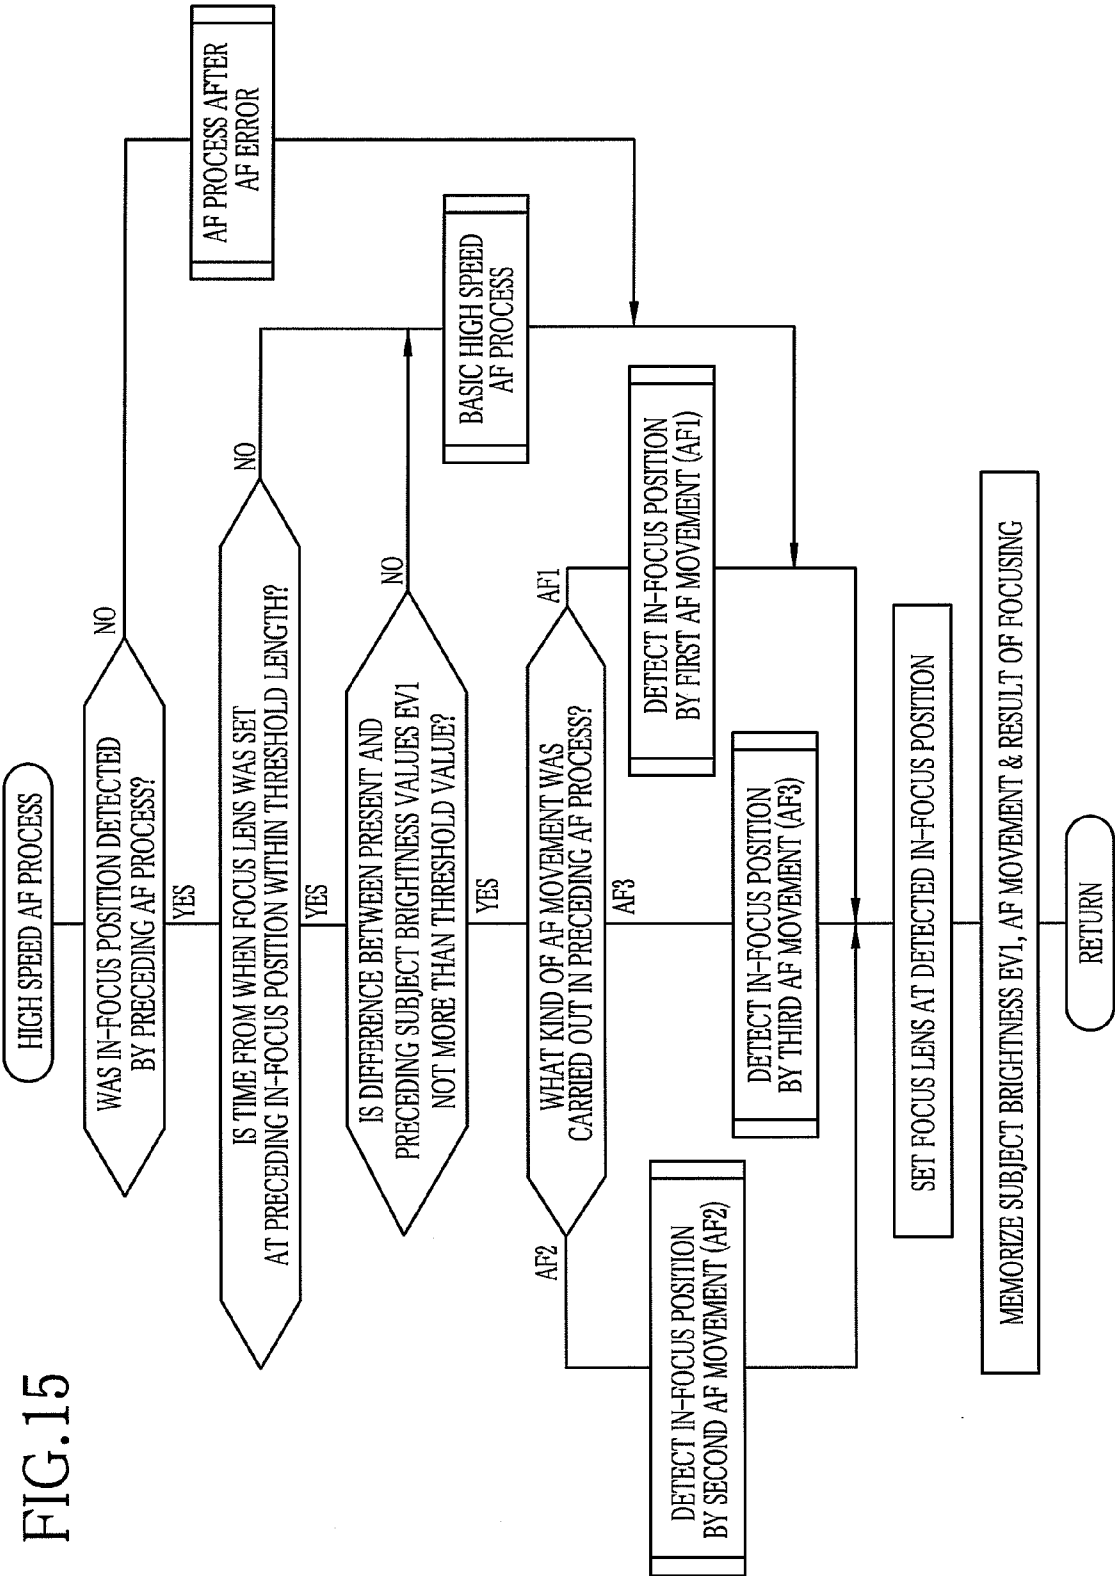 FIG.15
HIGH SPEED AF PROCESS
WAS IN-FOCUS POSITION DETECTED
BY PRECEDING AF PROCESS?
NO
YES
AF PROCESS AFTER
AF ERROR
IS TIME FROM WHEN FOCUS LENS WAS SET
AT PRECEDING IN-FOCUS POSITION WITHIN THRESHOLD LENGTH?
NO
YES
IS DIFFERENCE BETWEEN PRESENT AND
PRECEDING SUBJECT BRIGHTNESS VALUES EV1
NOT MORE THAN THRESHOLD VALUE?
NO
YES
BASIC HIGH SPEED
AF PROCESS
WHAT KIND OF AF MOVEMENT WAS
CARRIED OUT IN PRECEDING AF PROCESS?
AF2
AF3
AF1
DETECT IN-FOCUS POSITION
BY SECOND AF MOVEMENT (AF2)
DETECT IN-FOCUS POSITION
BY THIRD AF MOVEMENT (AF3)
DETECT IN-FOCUS POSITION
BY FIRST AF MOVEMENT (AF1)
SET FOCUS LENS AT DETECTED IN-FOCUS POSITION
MEMORIZE SUBJECT BRIGHTNESS EV1, AF MOVEMENT & RESULT OF FOCUSING
RETURN